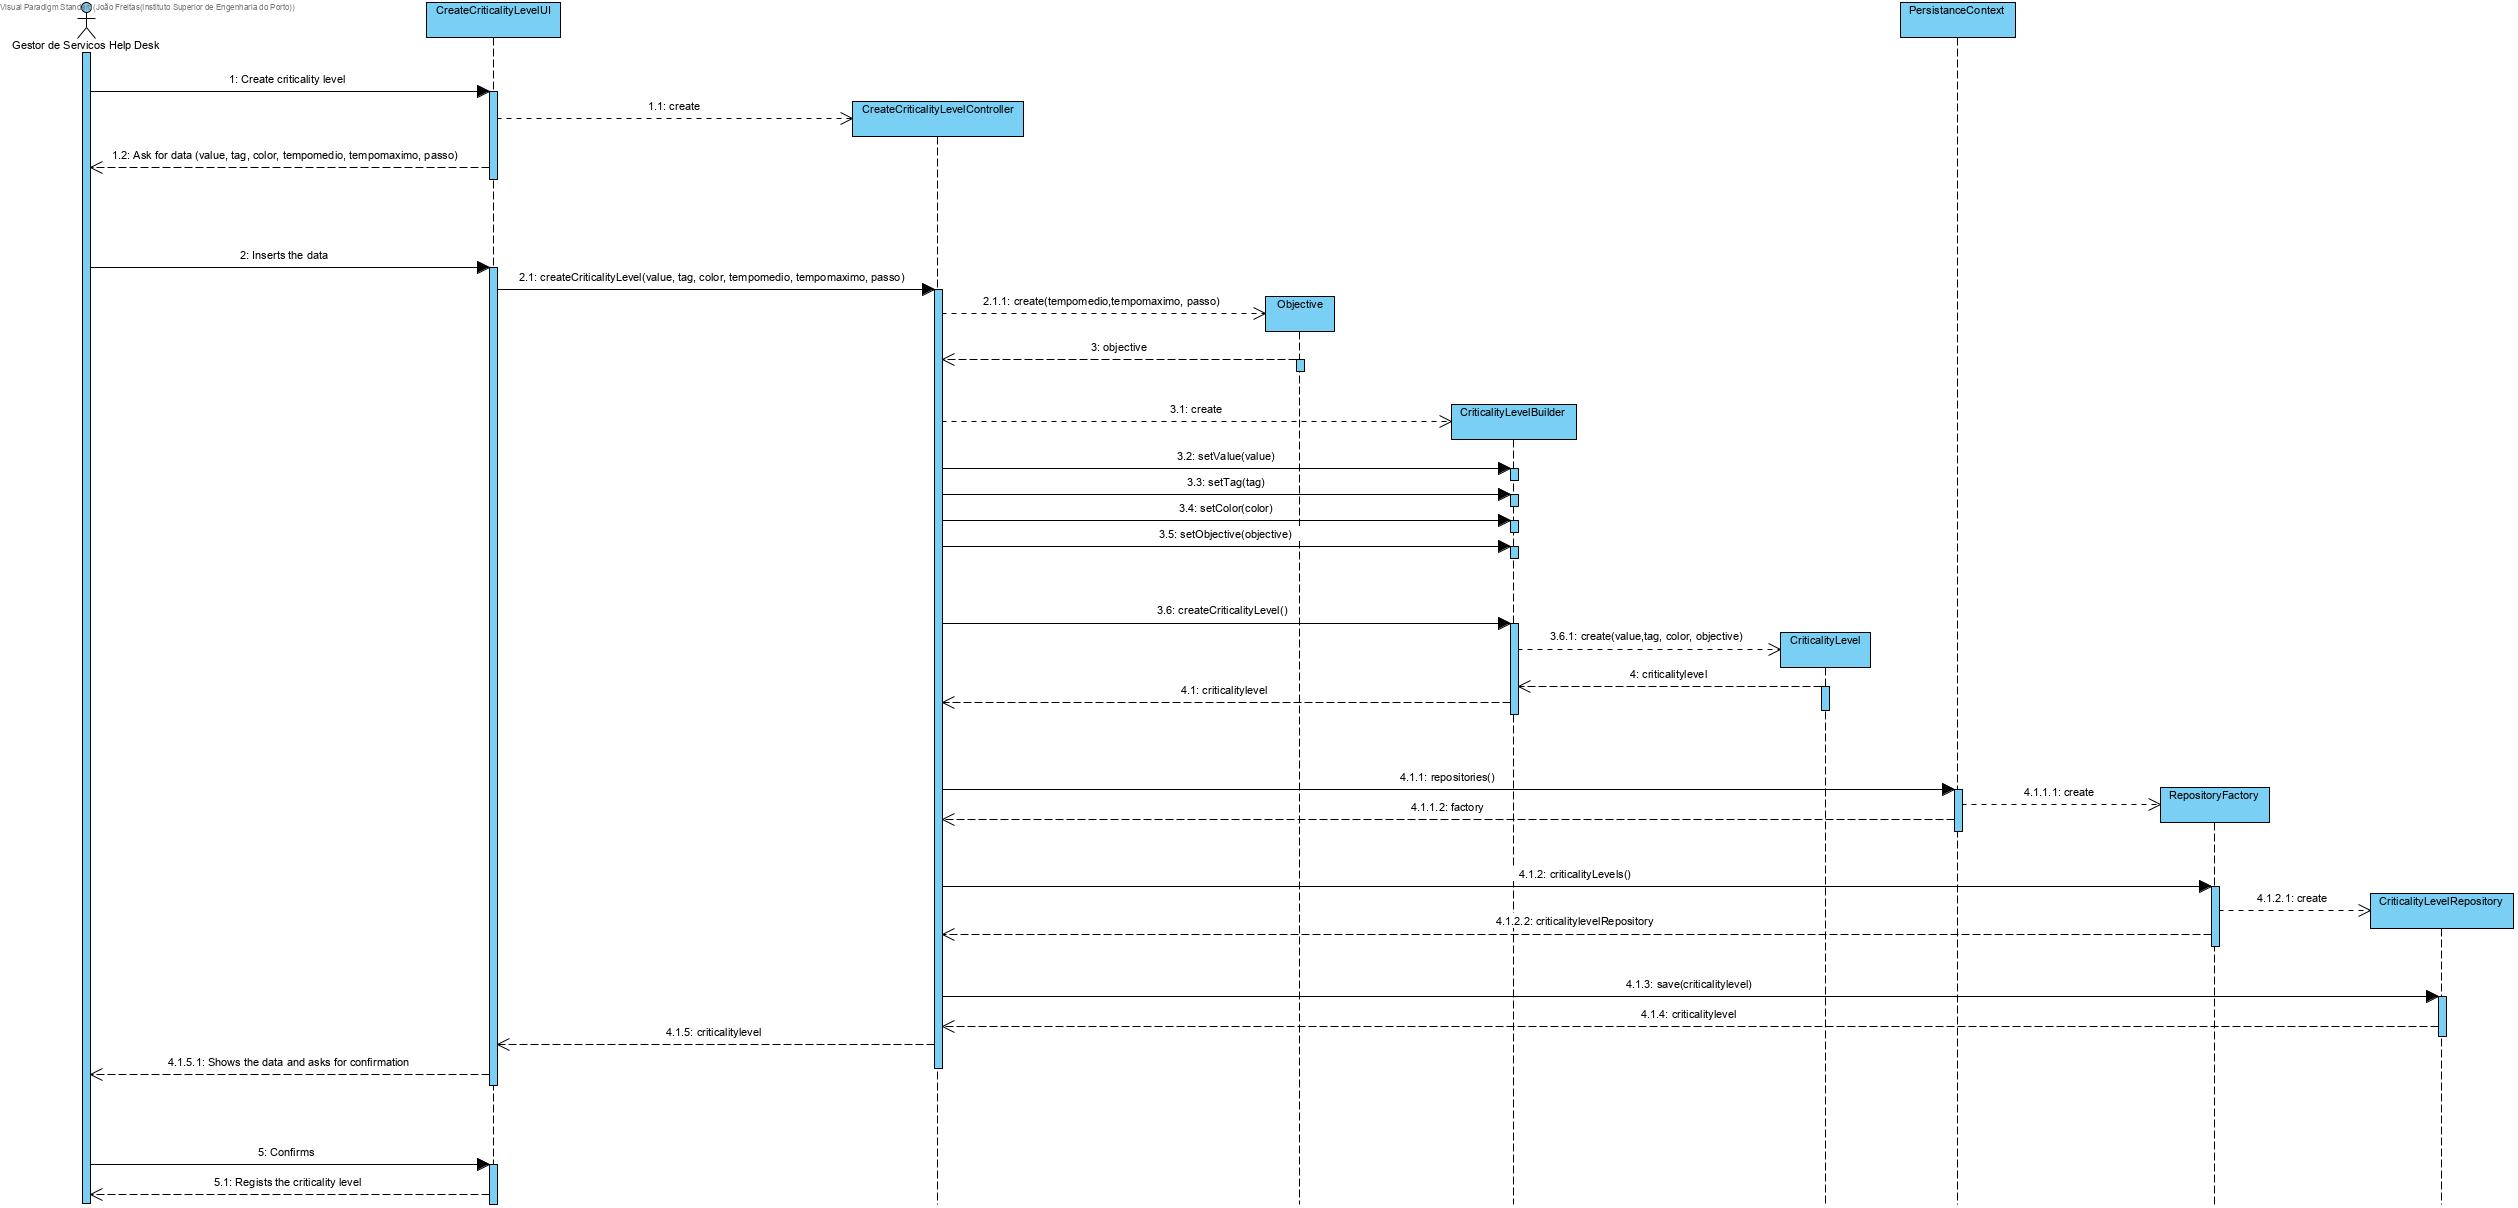 Visual Paradigm Standard (João Freitas(Instituto Superior de Engenharia do Porto))
CreateCriticalityLevelUI
PersistanceContext
Gestor de Servicos Help Desk
1: Create criticality level
1.1: create
CreateCriticalityLevelController
1.2: Ask for data (value, tag, color, tempomedio, tempomaximo, passo)
2: Inserts the data
2.1: createCriticalityLevel(value, tag, color, tempomedio, tempomaximo, passo)
2.1.1: create(tempomedio,tempomaximo, passo)
Objective
3: objective
3.1: create
CriticalityLevelBuilder
3.2: setValue(value)
3.3: setTag(tag)
3.4: setColor(color)
3.5: setObjective(objective)
3.6: createCriticalityLevel()
3.6.1: create(value,tag, color, objective)
CriticalityLevel
4: criticalitylevel
4.1: criticalitylevel
4.1.1: repositories()
4.1.1.1: create
RepositoryFactory
4.1.1.2: factory
4.1.2: criticalityLevels()
4.1.2.1: create
CriticalityLevelRepository
4.1.2.2: criticalitylevelRepository
4.1.3: save(criticalitylevel)
4.1.4: criticalitylevel
4.1.5: criticalitylevel
4.1.5.1: Shows the data and asks for confirmation
5: Confirms
5.1: Regists the criticality level